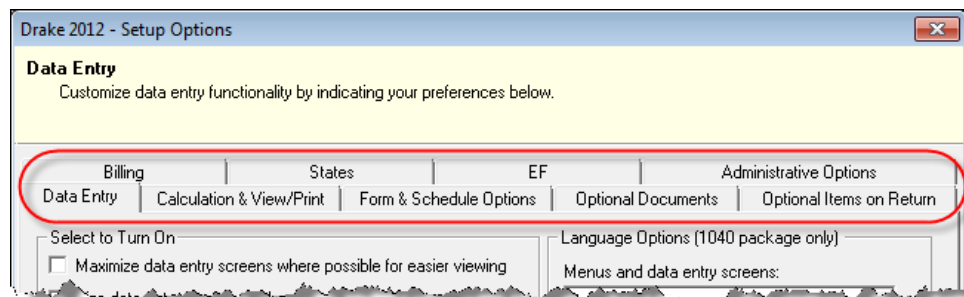 Drake 2012 - Setup Options
Data Entry
Customize data entry functionality by indicating your preferences below.
Billing States EF Administrative Options
Data Entry Calculation & View/Print Form & Schedule Options Optional Documents Optional Items on Return
Select to Turn On Language Options (1040 package only)
Maximize data entry screens where possible for easier viewing Menus and data entry screens: